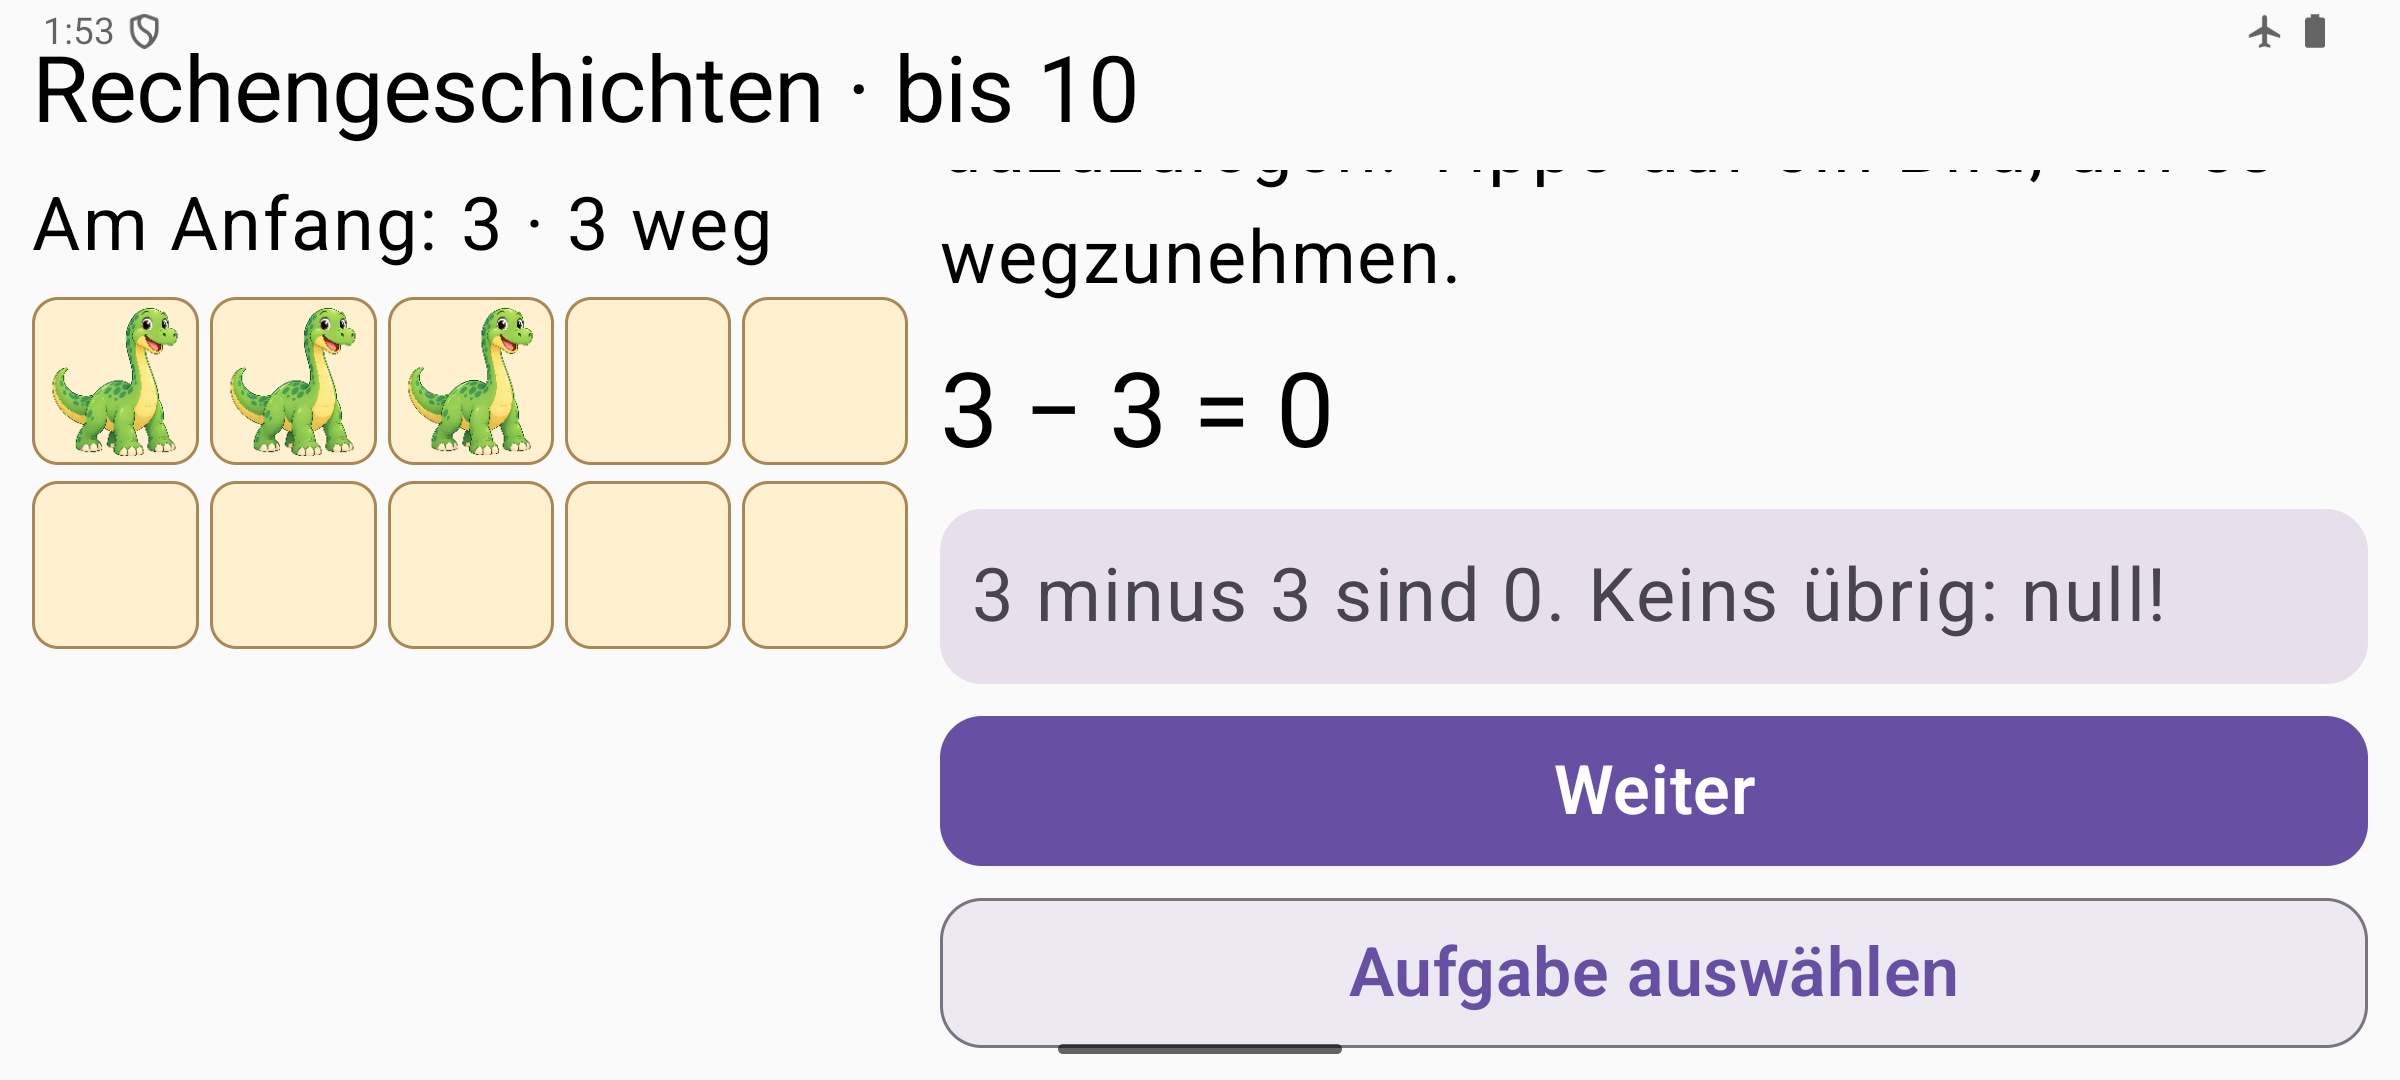 1:53
Rechengeschichten · bis 10
Am Anfang: 3 · 3 weg
wegzunehmen.
3 − 3 = 0
3 minus 3 sind 0. Keins übrig: null!
Weiter
Aufgabe auswählen